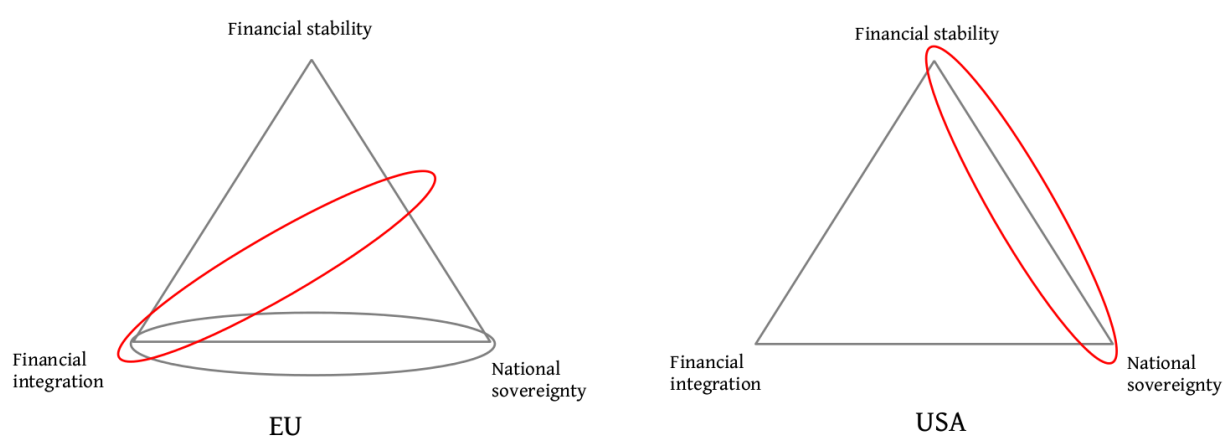 Financial stability
Financial
integration
National
sovereignty
EU
Financial stability
Financial
integration
National
sovereignty
USA